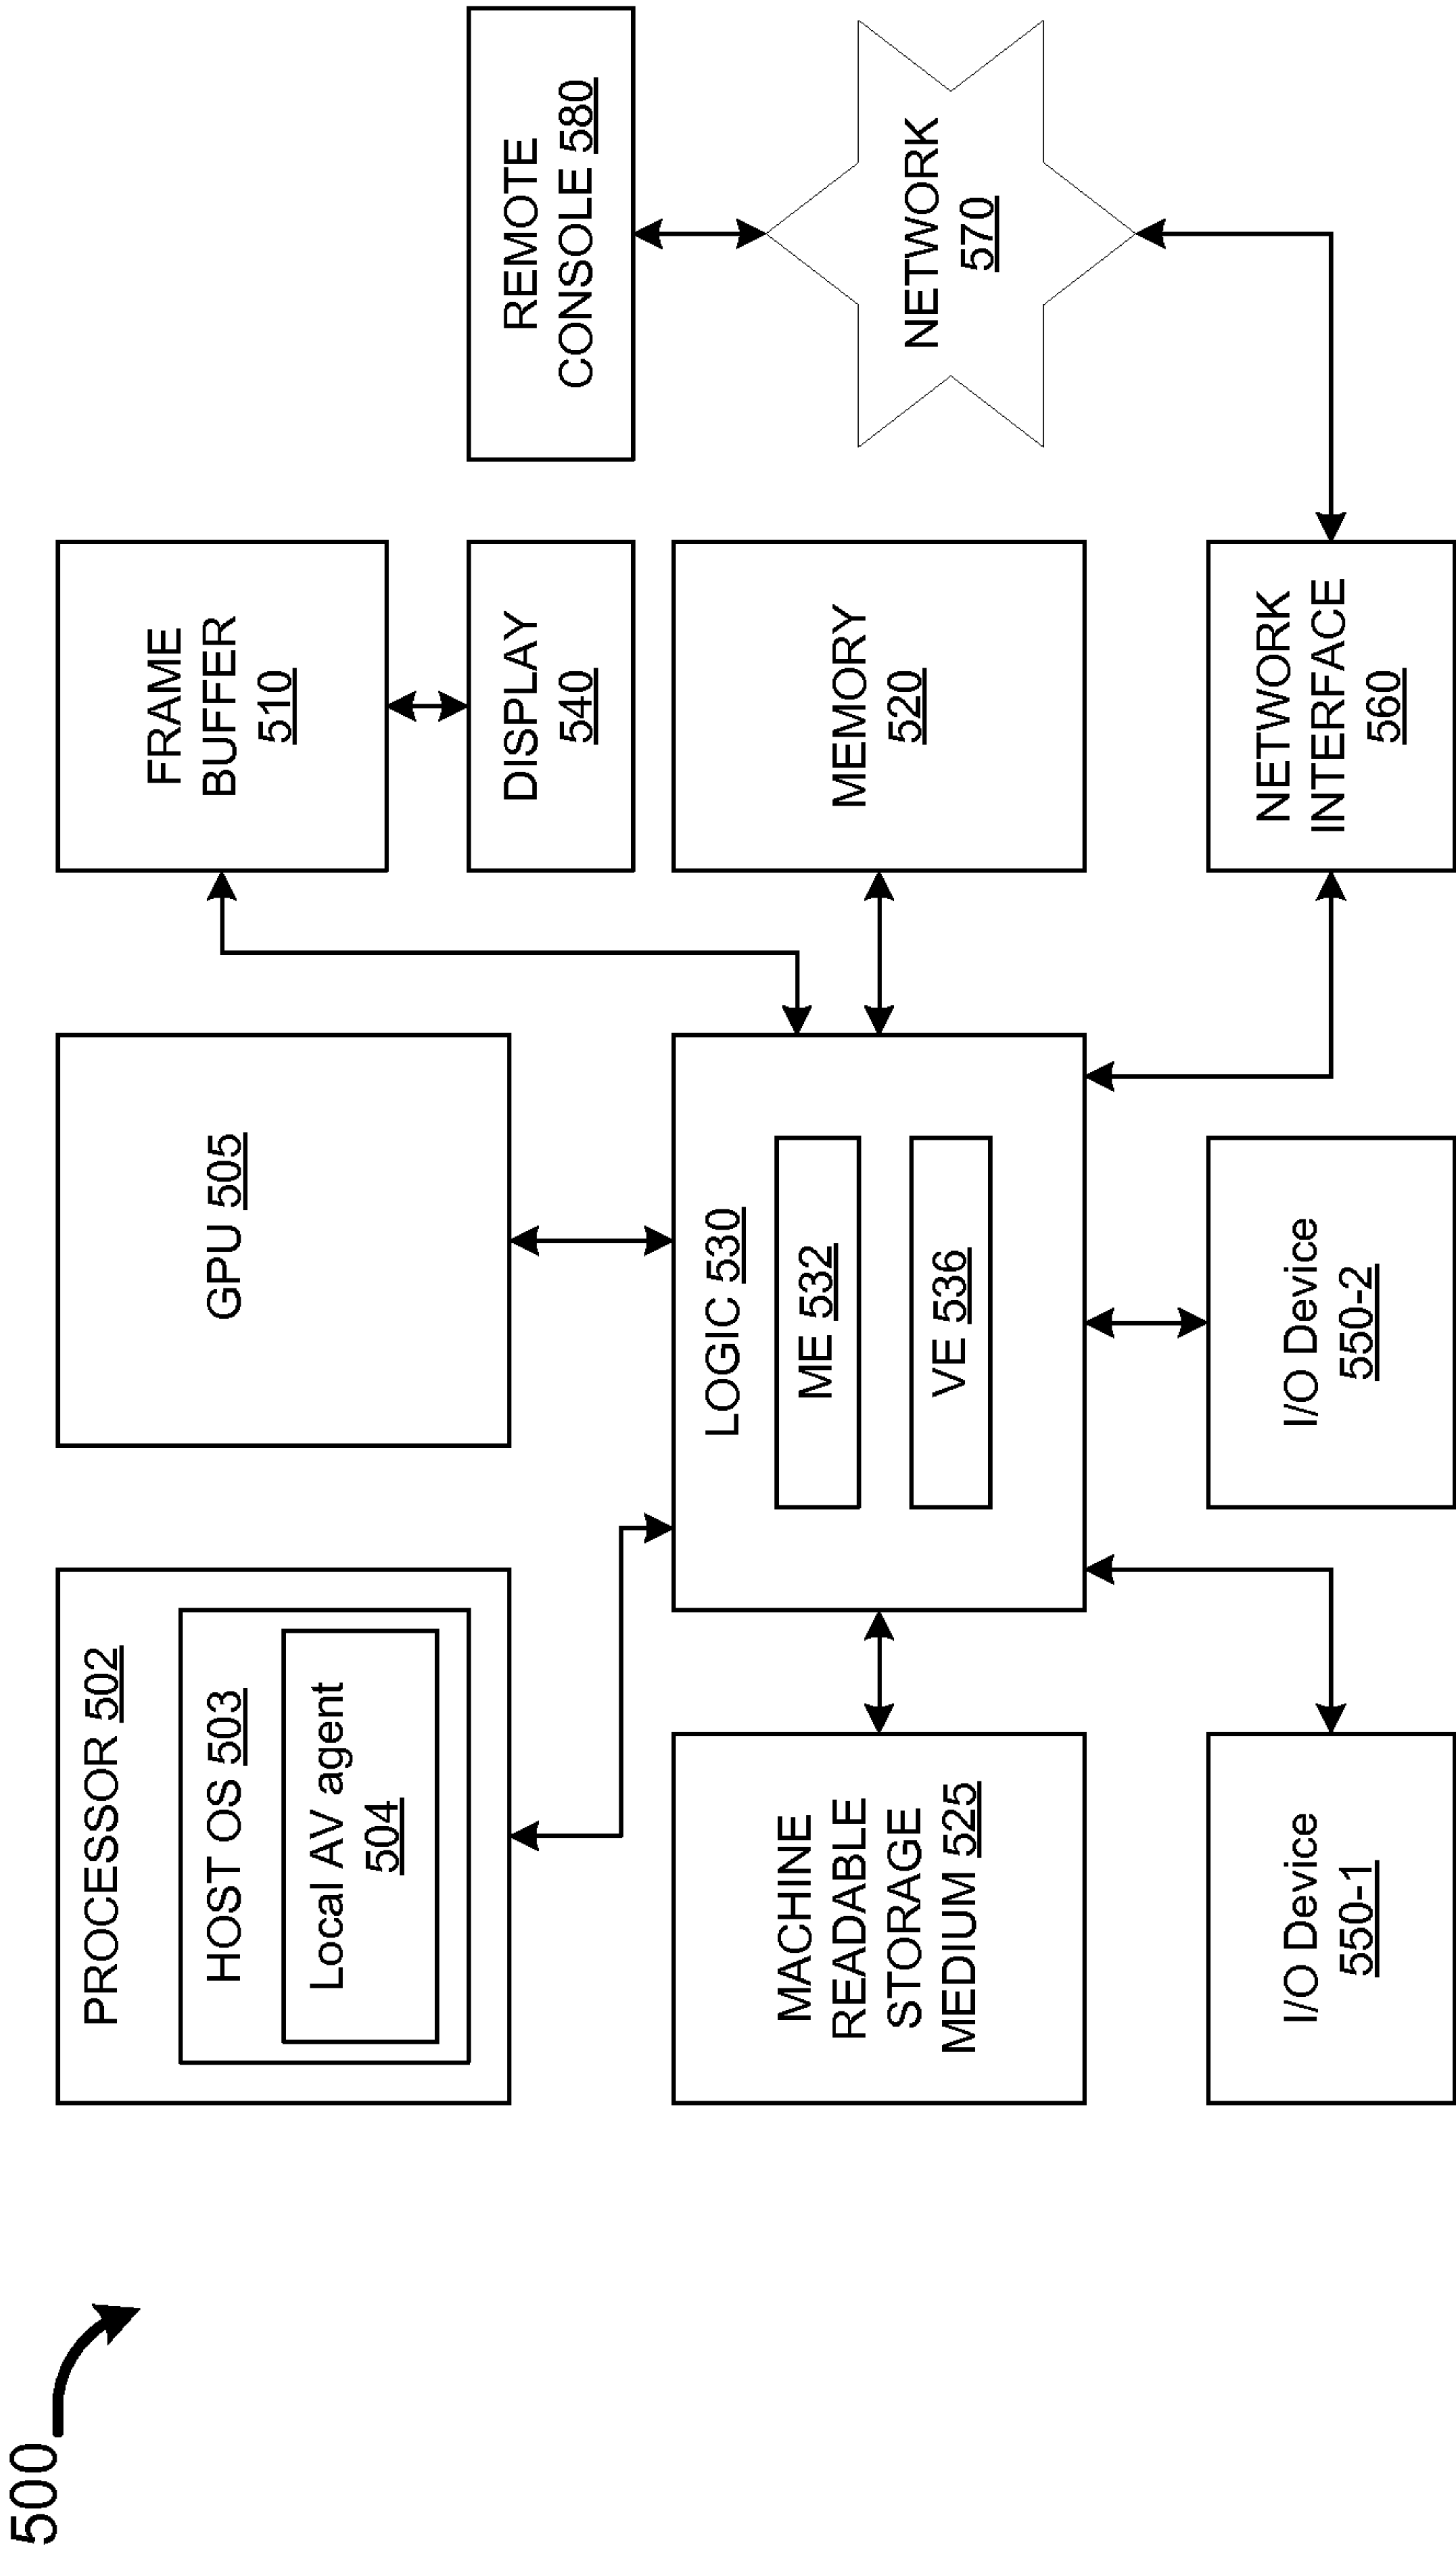 500
PROCESSOR 502
HOST OS 503
Local AV agent
504
GPU 505
FRAME
BUFFER
510
DISPLAY
540
REMOTE
CONSOLE 580
MACHINE
READABLE
STORAGE
MEDIUM 525
LOGIC 530
ME 532
VE 536
MEMORY
520
NETWORK
570
I/O Device
550-1
I/O Device
550-2
NETWORK
INTERFACE
560